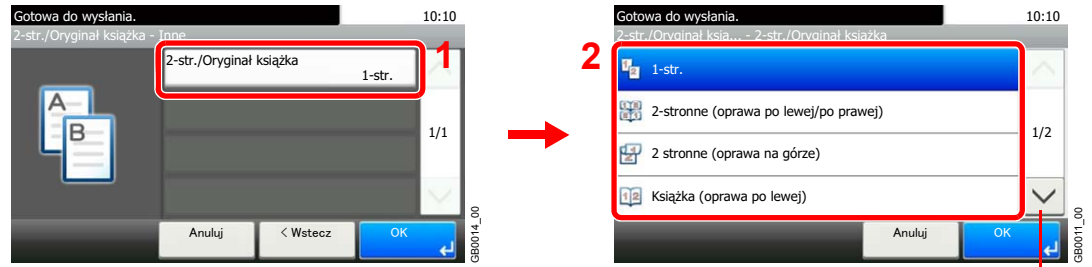 Gotowa do wysłania.
10:10
2-str./Oryginał książka - Inne
2-str./Oryginał książka
1-str.
1
A
B
1/1
Anuluj
< Wstecz
OK
GB0014_00
Gotowa do wysłania.
10:10
2-str./Oryginał ksią... - 2-str./Oryginał książka
2
1-str.
2-stronne (oprawa po lewej/po prawej)
1/2
2 stronne (oprawa na górze)
Książka (oprawa po lewej)
Anuluj
OK
GB0011_00